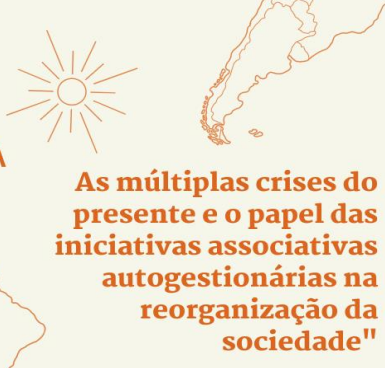 As múltiplas crises do
presente e o papel das
iniciativas associativas
autogestionárias na
reorganização da
sociedade"